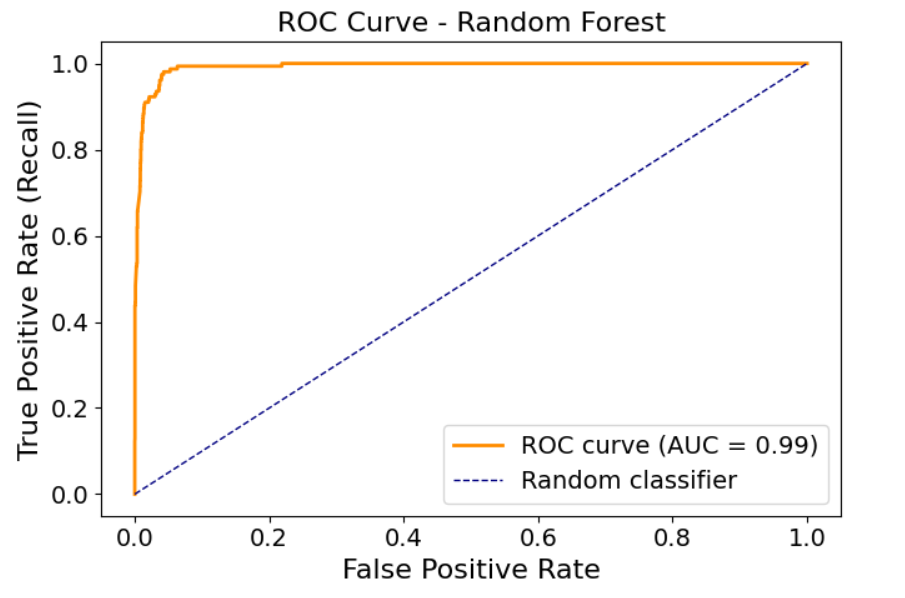 ROC Curve - Random Forest
True Positive Rate (Recall)
1.0
0.8
0.6
0.4
0.2
0.0
ROC curve (AUC = 0.99)
Random classifier
0.0 0.2 0.4 0.6 0.8 1.0
False Positive Rate